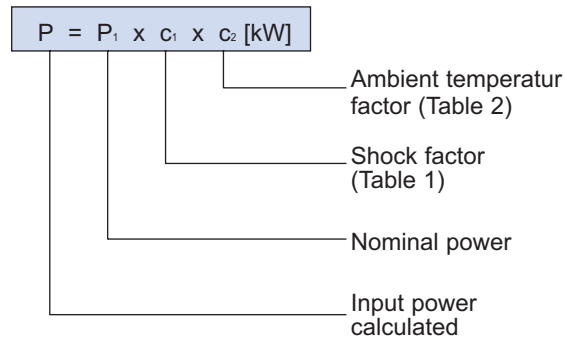 P = P₁ x c₁ x c₂ [kW]
Ambient temperatur
factor (Table 2)
Shock factor
(Table 1)
Nominal power
Input power
calculated